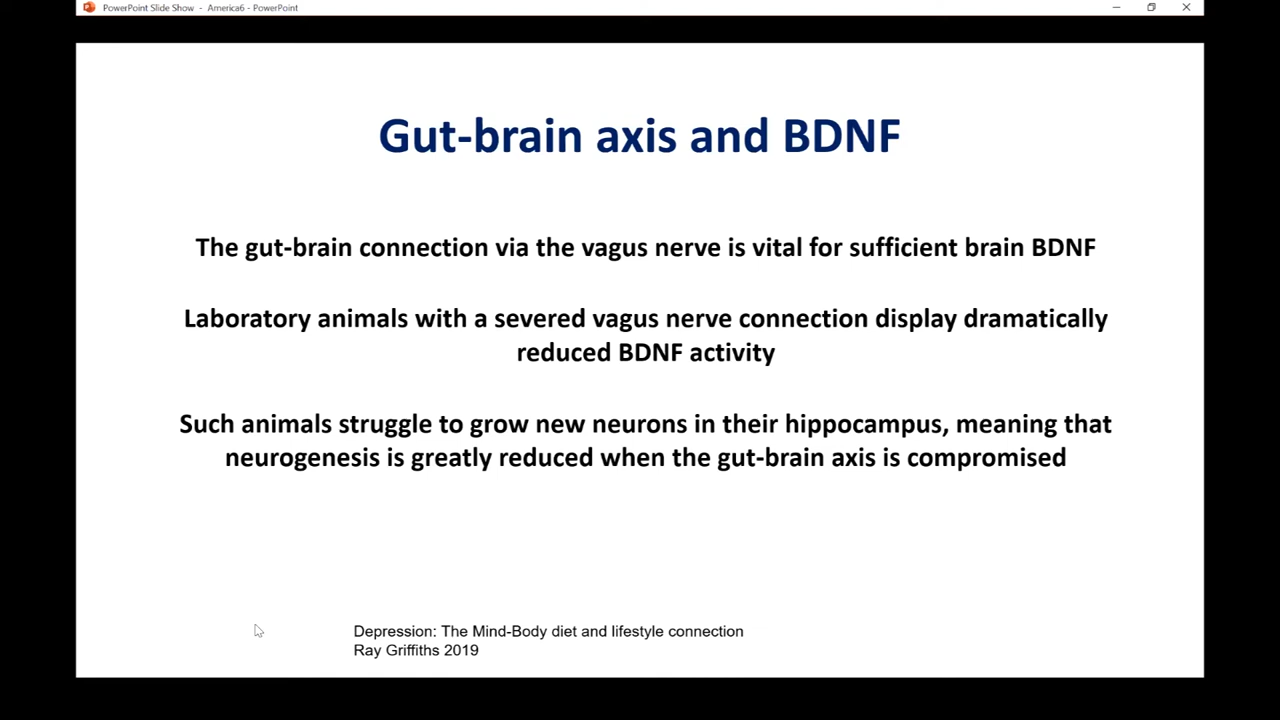 PowerPoint Slide Show - America6 - PowerPoint
Gut-brain axis and BDNF
The gut-brain connection via the vagus nerve is vital for sufficient brain BDNF
Laboratory animals with a severed vagus nerve connection display dramatically
reduced BDNF activity
Such animals struggle to grow new neurons in their hippocampus, meaning that
neurogenesis is greatly reduced when the gut-brain axis is compromised
Depression: The Mind-Body diet and lifestyle connection
Ray Griffiths 2019